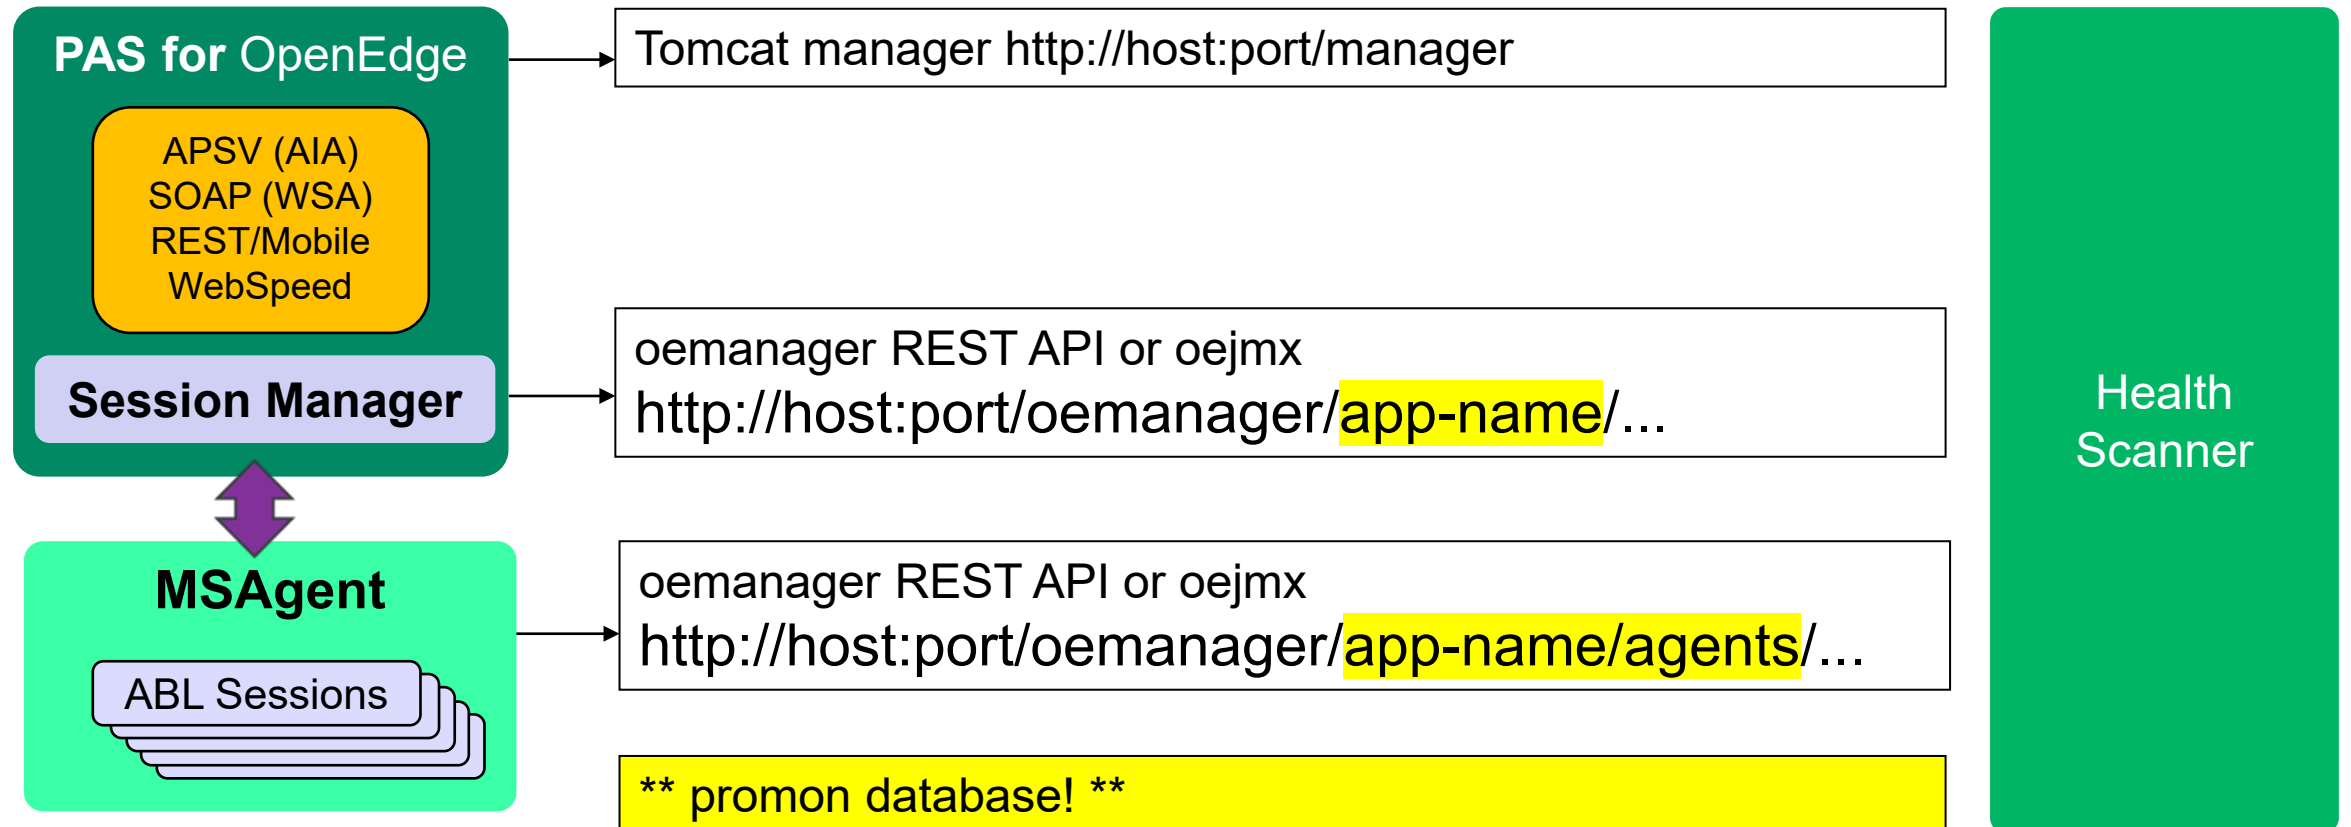 PAS for OpenEdge
APSV (AIA)
SOAP (WSA)
REST/Mobile
WebSpeed
Session Manager
MSAgent
ABL Sessions
Tomcat manager http://host:port/manager
oemanager REST API or oejmx
http://host:port/oemanager/app-name/...
oemanager REST API or oejmx
http://host:port/oemanager/app-name/agents/...
** promon database! **
Health
Scanner